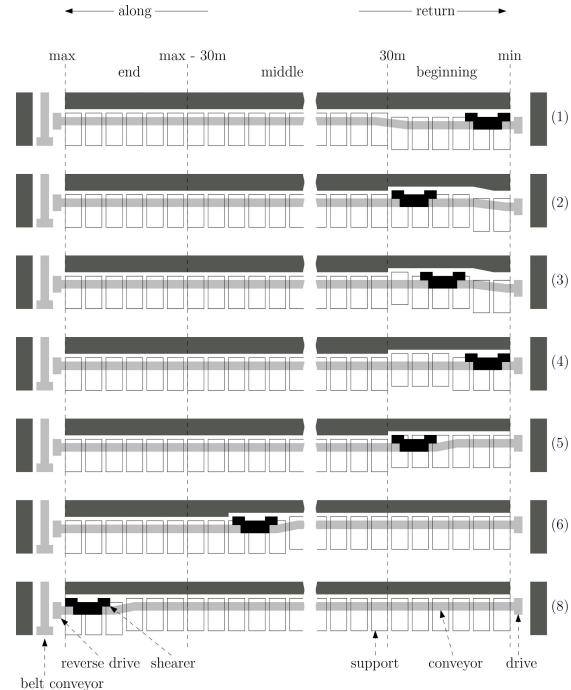 along return
max max - 30m 30m min
end middle beginning
(1)
(2)
(3)
(4)
(5)
(6)
(8)
reverse drive shearer support conveyor drive
belt conveyor